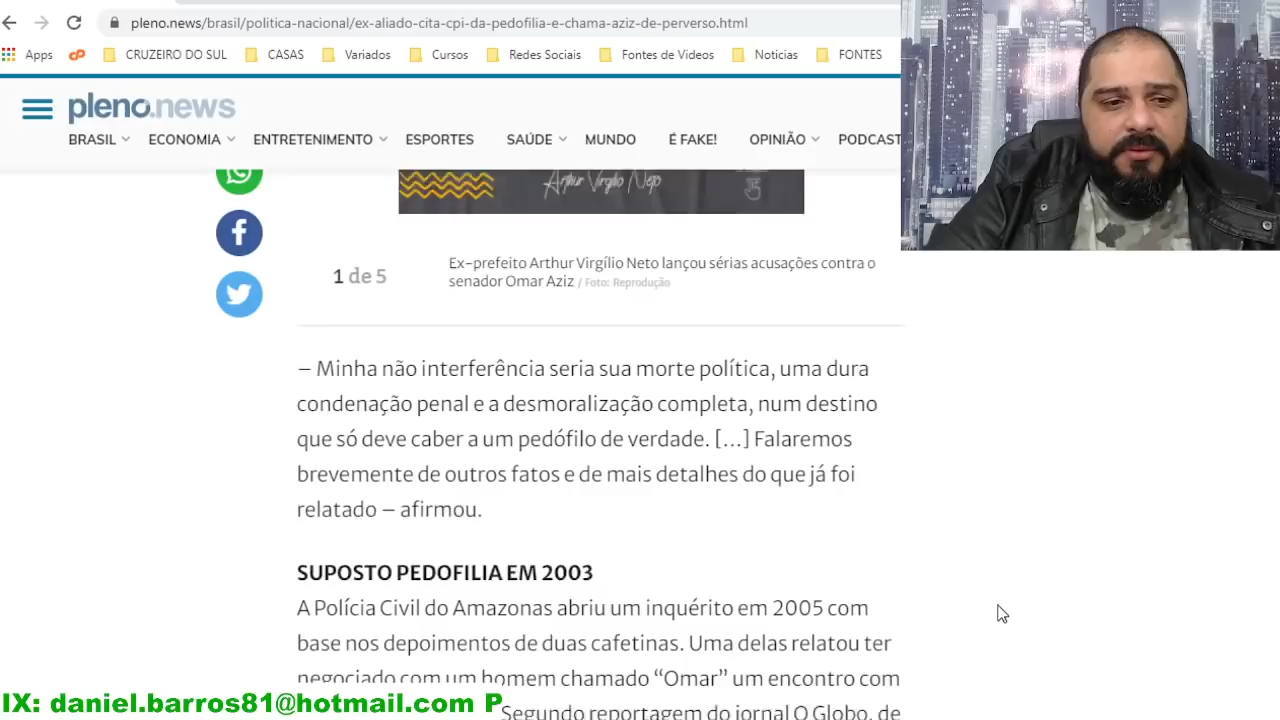 pleno.news/brasil/politica-nacional/ex-aliado-cita-cpi-da-pedofilia-e-chama-aziz-de-perverso.html
Apps CRUZEIRO DO SUL CASAS Variados Cursos Redes Sociais Fontes de Videos Noticias FONTES
pleno.news
BRASIL ECONOMIA ENTRETENIMENTO ESPORTES SAÚDE MUNDO É FAKE! OPINIÃO PODCAST
Arthur Virgílio Neto
1 de 5
Ex-prefeito Arthur Virgílio Neto lançou sérias acusações contra o
senador Omar Aziz / Foto: Reprodução
– Minha não interferência seria sua morte política, uma dura
condenação penal e a desmoralização completa, num destino
que só deve caber a um pedófilo de verdade. [...] Falaremos
brevemente de outros fatos e de mais detalhes do que já foi
relatado – afirmou.
SUPOSTO PEDOFILIA EM 2003
A Polícia Civil do Amazonas abriu um inquérito em 2005 com
base nos depoimentos de duas cafetinas. Uma delas relatou ter
negociado com um homem chamado “Omar” um encontro com
Segundo reportagem do jornal O Globo, de
IX: daniel.barros81@hotmail.com P